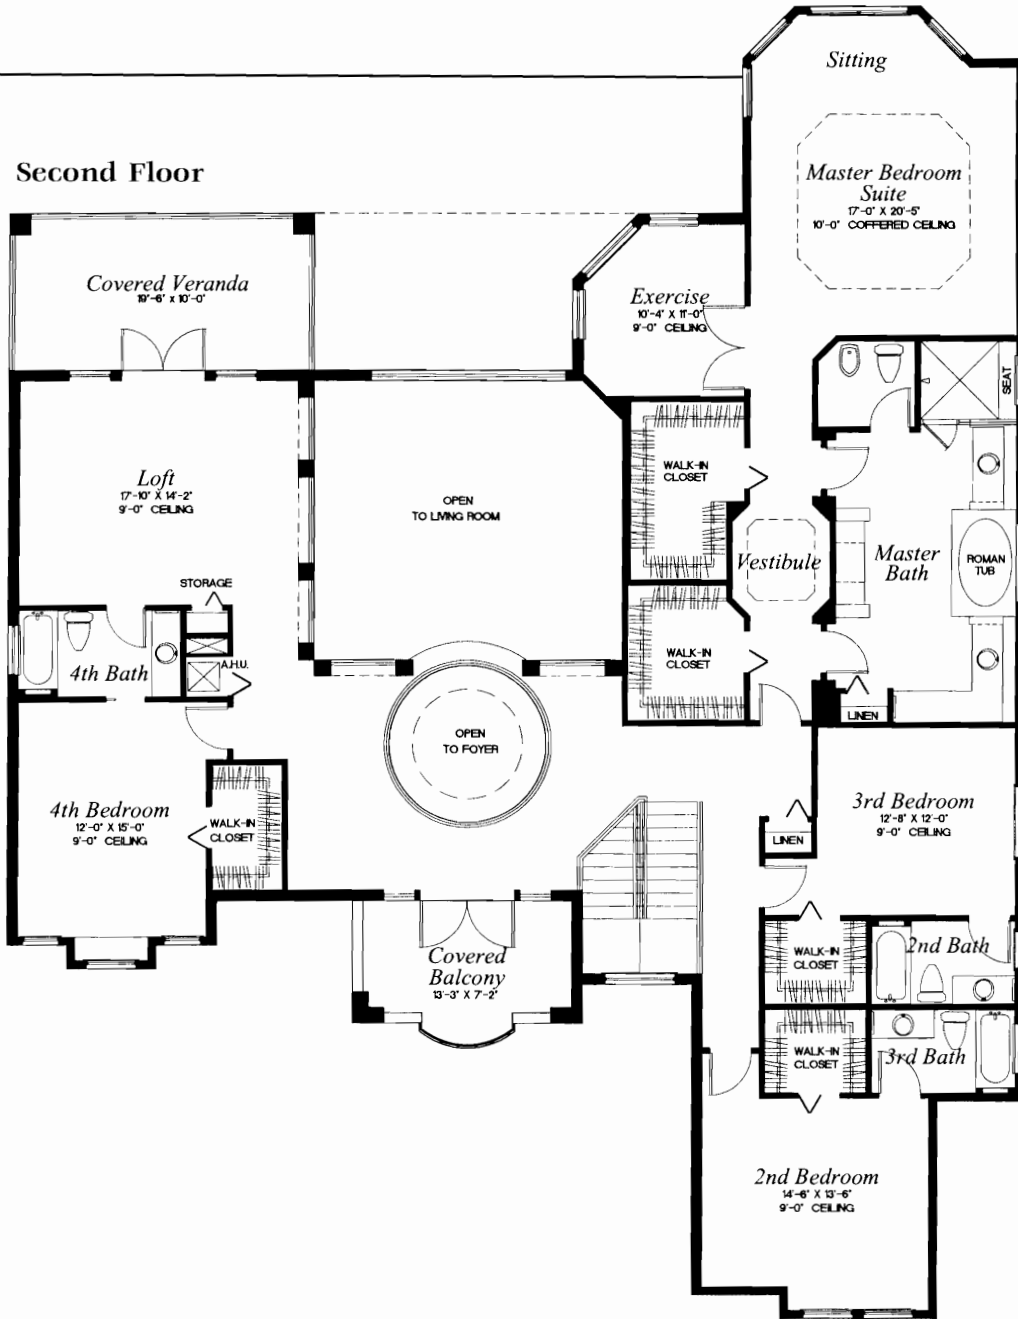 Sitting
Second Floor
Master Bedroom
Suite
17'-0" X 20'-5"
10'-0" COFFERED CEILING
Covered Veranda
19'-6" X 10'-0"
Exercise
10'-4" X 11'-0"
9'-0" CEILING
SEAT
Loft
17'-10" X 14'-2"
9'-0" CEILING
OPEN
TO LIVING ROOM
WALK-IN
CLOSET
Vestibule
Master
Bath
ROMAN
TUB
STORAGE
4th Bath
A.H.U.
WALK-IN
CLOSET
LINEN
OPEN
TO FOYER
4th Bedroom
12'-0" X 15'-0"
9'-0" CEILING
WALK-IN
CLOSET
3rd Bedroom
12'-8" X 12'-0"
9'-0" CEILING
LINEN
Covered
Balcony
13'-3" X 7'-2"
WALK-IN
CLOSET
2nd Bath
WALK-IN
CLOSET
3rd Bath
2nd Bedroom
14'-6" X 13'-6"
9'-0" CEILING